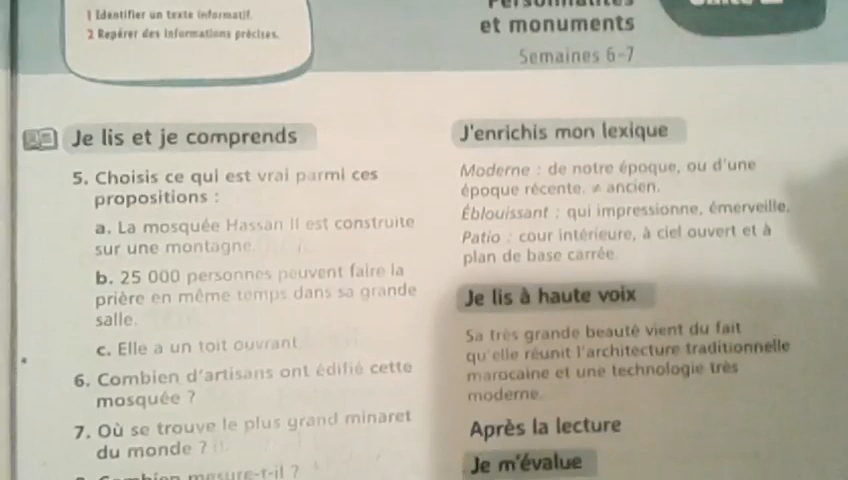 1 Identifier un texte informatif.
2 Repérer des informations précises.
et monuments
Semaines 6-7
Je lis et je comprends
5. Choisis ce qui est vrai parmi ces
propositions :
a. La mosquée Hassan II est construite
sur une montagne.
b. 25 000 personnes peuvent faire la
prière en même temps dans sa grande
salle.
c. Elle a un toit ouvrant.
6. Combien d'artisans ont édifié cette
mosquée ?
7. Où se trouve le plus grand minaret
du monde ?
mesure-t-il ?
J'enrichis mon lexique
Moderne : de notre époque, ou d'une
époque récente. ≠ ancien.
Éblouissant : qui impressionne, émerveille.
Patio : cour intérieure, à ciel ouvert et à
plan de base carrée.
Je lis à haute voix
Sa très grande beauté vient du fait
qu'elle réunit l'architecture traditionnelle
marocaine et une technologie très
moderne.
Après la lecture
Je m'évalue